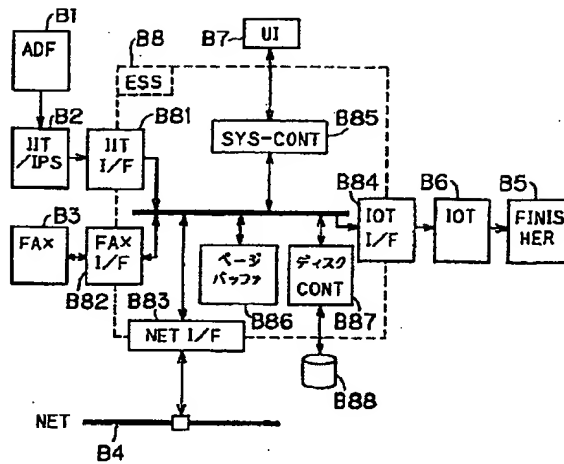 B1
ADF
B2
IIT
/IPS
B3
FAX
B8
ESS
B81
IIT
I/F
FAX
I/F
B82
B83
NET I/F
B7
UI
B85
SYS-CONT
ページ
バッファ
B86
ディスク
CONT
B87
B88
B84
IOT
I/F
B6
IOT
B5
FINIS
HER
NET
B4